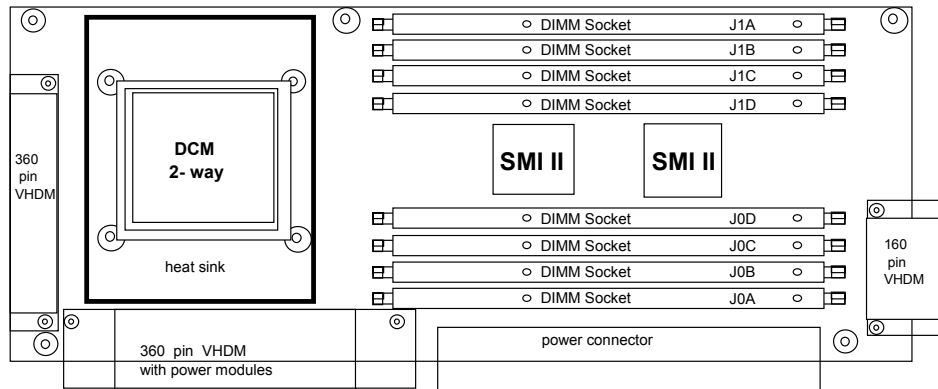 DIMM Socket J1A
DIMM Socket J1B
DIMM Socket J1C
DIMM Socket J1D
DCM
2- way
SMI II
SMI II
360
pin
VHDM
heat sink
DIMM Socket J0D
DIMM Socket J0C
DIMM Socket J0B
DIMM Socket J0A
160
pin
VHDM
360 pin VHDM
with power modules
power connector